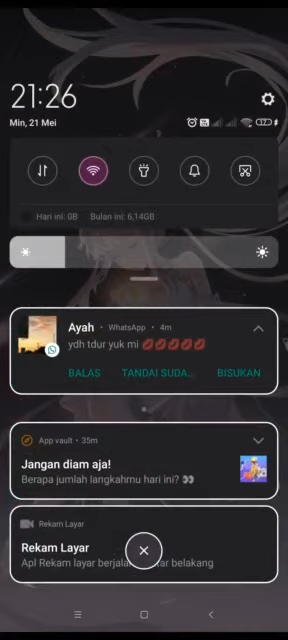 21:26
Min, 21 Mei
Hari ini: 0B Bulan ini: 6,14GB
Ayah • WhatsApp • 4m
ydh tdur yuk mi 💋💋💋💋💋
BALAS TANDAI SUDA.. BISUKAN
App vault • 35m
Jangan diam aja!
Berapa jumlah langkahmu hari ini? 👀
Rekam Layar
Rekam Layar
Apl Rekam layar berjala ar belakang